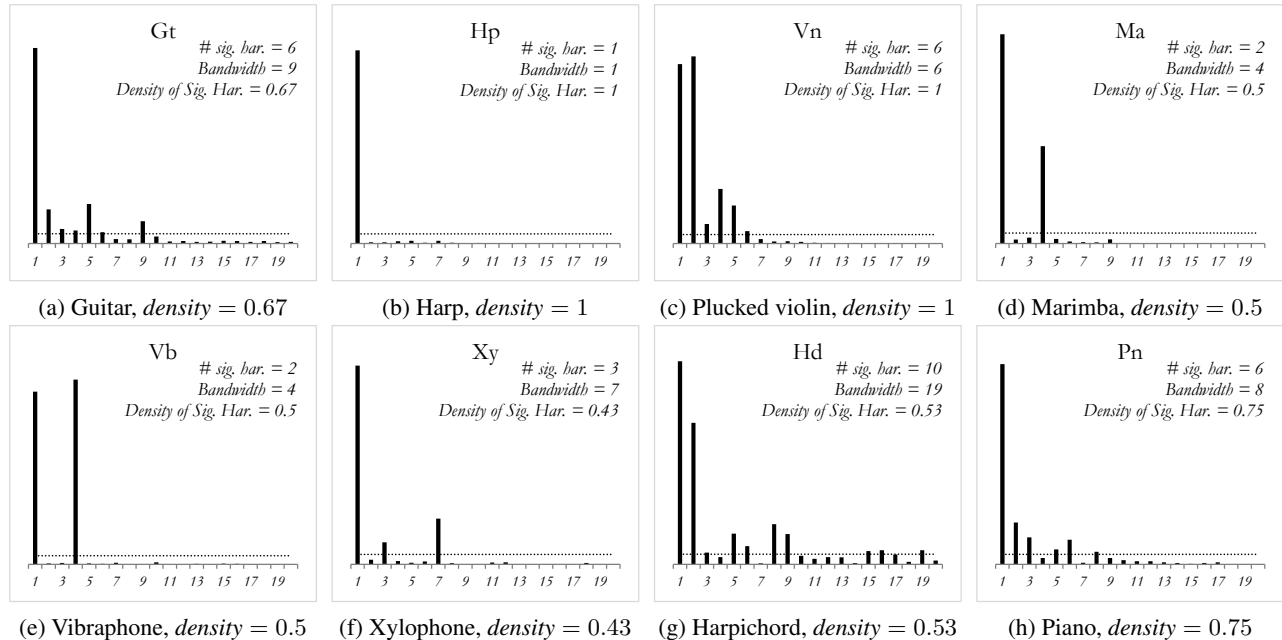 Gt
# sig. har. = 6
Bandwidth = 9
Density of Sig. Har. = 0.67
1 3 5 7 9 11 13 15 17 19
(a) Guitar, density = 0.67
Hp
# sig. har. = 1
Bandwidth = 1
Density of Sig. Har. = 1
1 3 5 7 9 11 13 15 17 19
(b) Harp, density = 1
Vn
# sig. har. = 6
Bandwidth = 6
Density of Sig. Har. = 1
1 3 5 7 9 11 13 15 17 19
(c) Plucked violin, density = 1
Ma
# sig. har. = 2
Bandwidth = 4
Density of Sig. Har. = 0.5
1 3 5 7 9 11 13 15 17 19
(d) Marimba, density = 0.5
Vb
# sig. har. = 2
Bandwidth = 4
Density of Sig. Har. = 0.5
1 3 5 7 9 11 13 15 17 19
(e) Vibraphone, density = 0.5
Xy
# sig. har. = 3
Bandwidth = 7
Density of Sig. Har. = 0.43
1 3 5 7 9 11 13 15 17 19
(f) Xylophone, density = 0.43
Hd
# sig. har. = 10
Bandwidth = 19
Density of Sig. Har. = 0.53
1 3 5 7 9 11 13 15 17 19
(g) Harpichord, density = 0.53
Pn
# sig. har. = 6
Bandwidth = 8
Density of Sig. Har. = 0.75
1 3 5 7 9 11 13 15 17 19
(h) Piano, density = 0.75